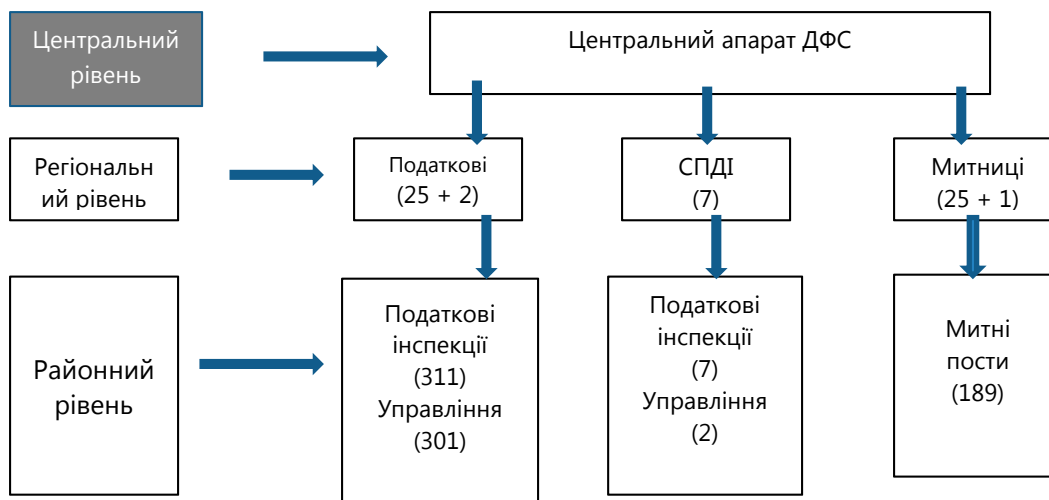 Центральний
рівень
Центральний апарат ДФС
Регіональн
ий рівень
Податкові
(25 + 2)
СПДІ
(7)
Митниці
(25 + 1)
Районний
рівень
Податкові
інспекції
(311)
Управління
(301)
Податкові
інспекції
(7)
Управління
(2)
Митні
пости
(189)